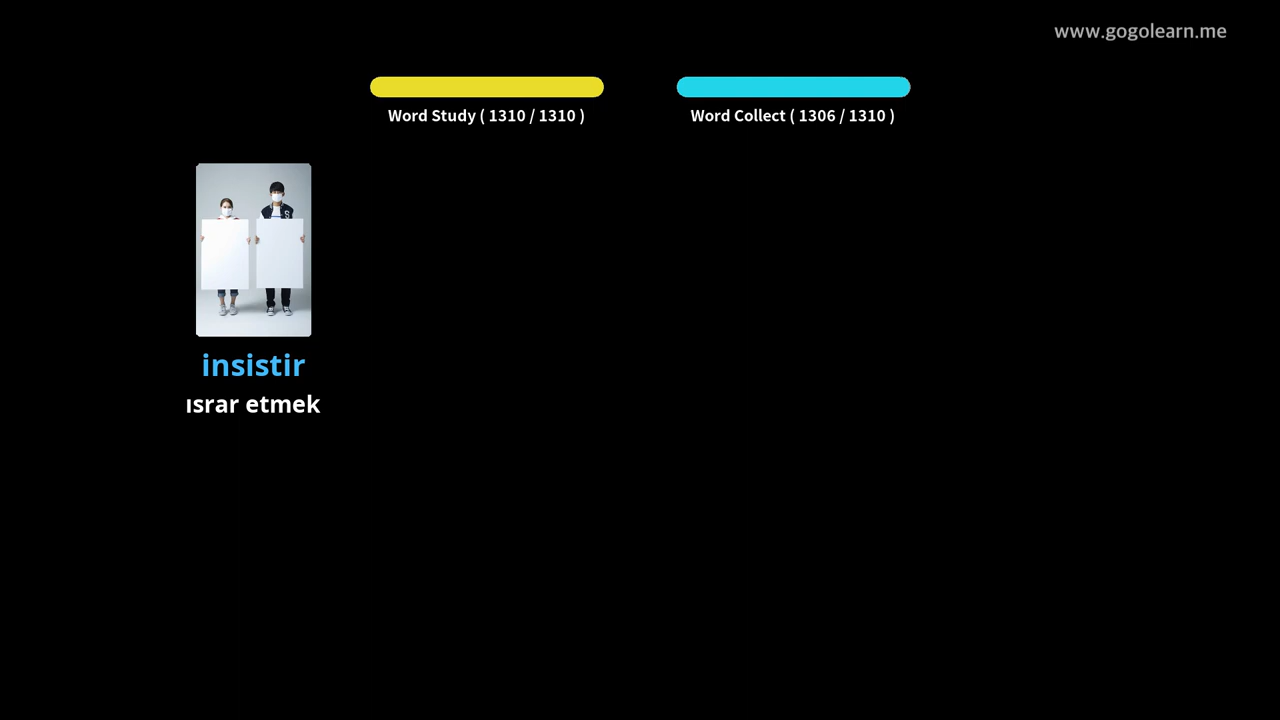 www.gogolearn.me
Word Study ( 1310 / 1310 )
Word Collect ( 1306 / 1310 )
S
insistir
ısrar etmek